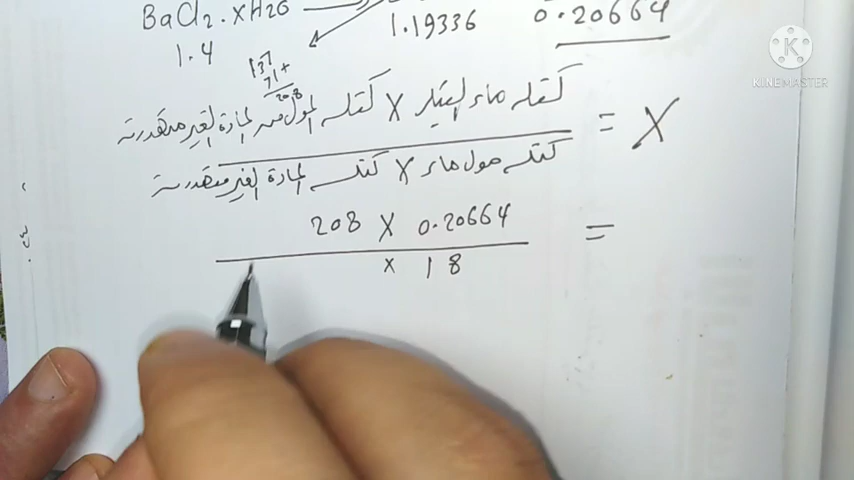 BaCl2 . XH2O
1.4
1.19336
0.20664
137
71+
208
كتلة ماء التبلر X كتلة المول من المادة الغير متهدرتة
= X
كتلة مول ماء X كتلة المادة الغير متهدرتة
208 X 0.20664
=
x 18
KINEMASTER